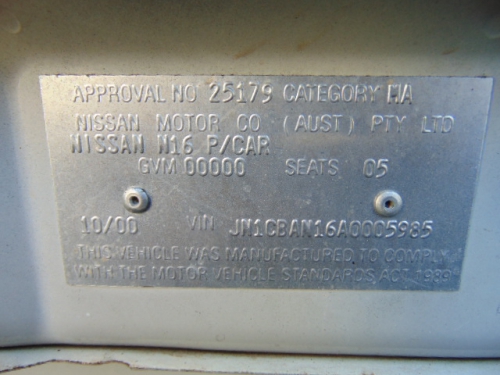 APPROVAL NO 25179 CATEGORY MA
NISSAN MOTOR CO (AUST) PTY LTD
NISSAN N16 P/CAR
GVM 00000 SEATS 05
10/00 VIN JN1CBAN16A0005985
THIS VEHICLE WAS MANUFACTURED TO COMPLY
WITH THE MOTOR VEHICLE STANDARDS ACT 1989